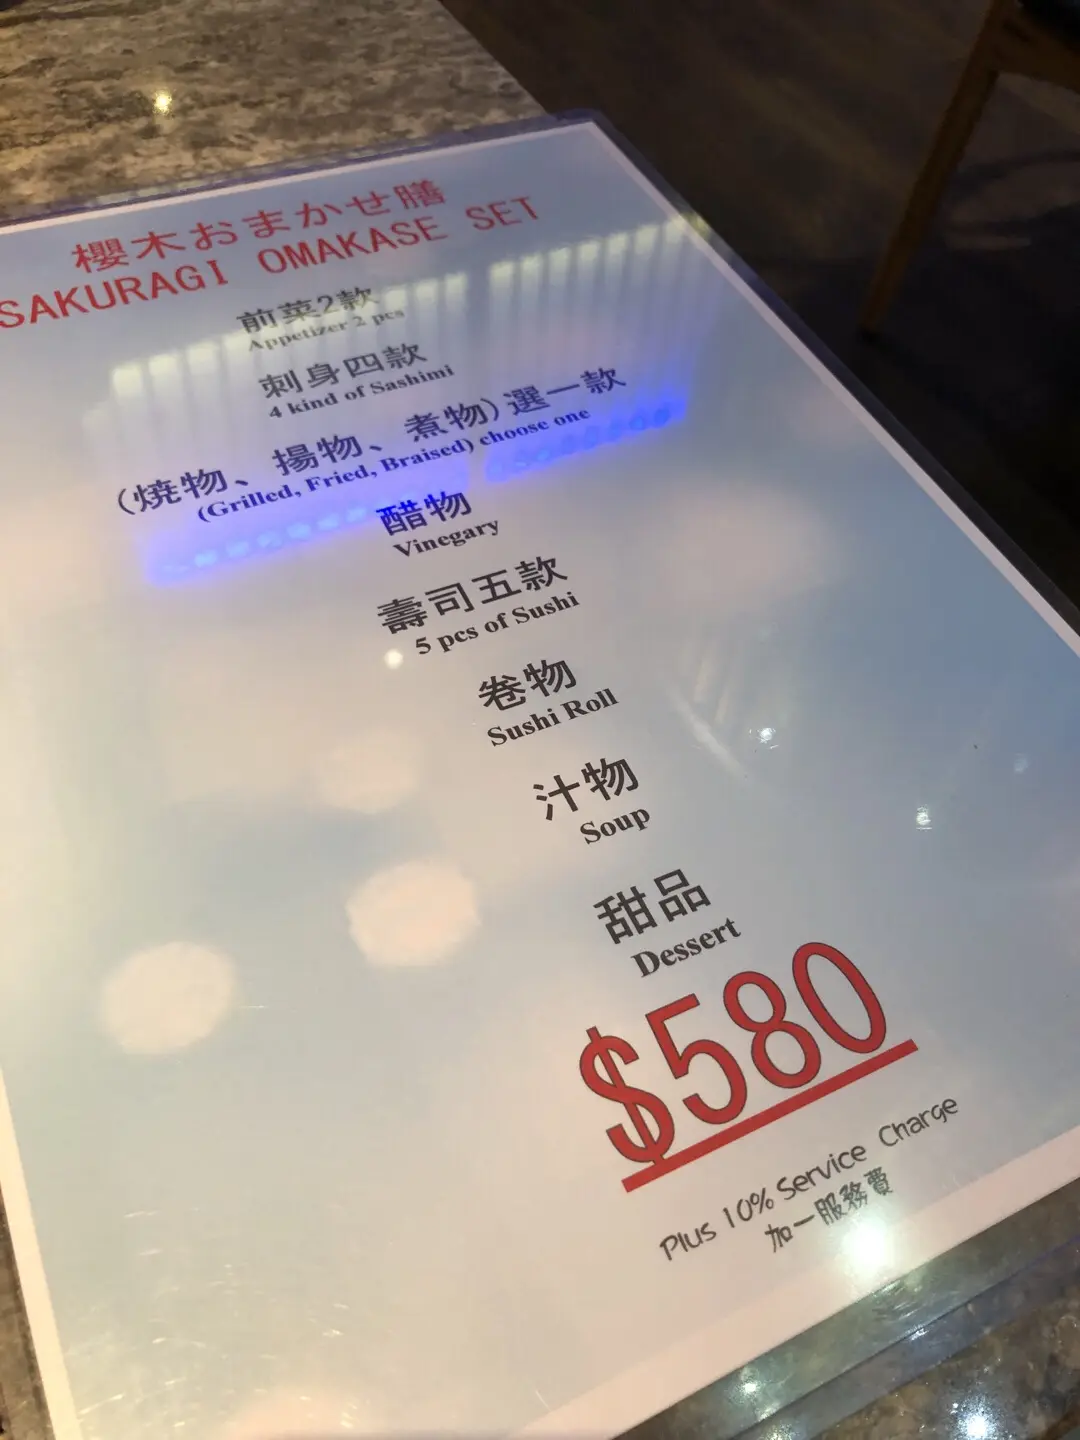 櫻木おまかせ膳
SAKURAGI OMAKASE SET
前菜2款
Appetizer 2 pcs
刺身四款
4 kind of Sashimi
(燒物、揚物、煮物)選一款
(Grilled, Fried, Braised) choose one
醋物
Vinegary
壽司五款
5 pcs of Sushi
卷物
Sushi Roll
汁物
Soup
甜品
Dessert
$580
Plus 10% Service Charge
加一服務費